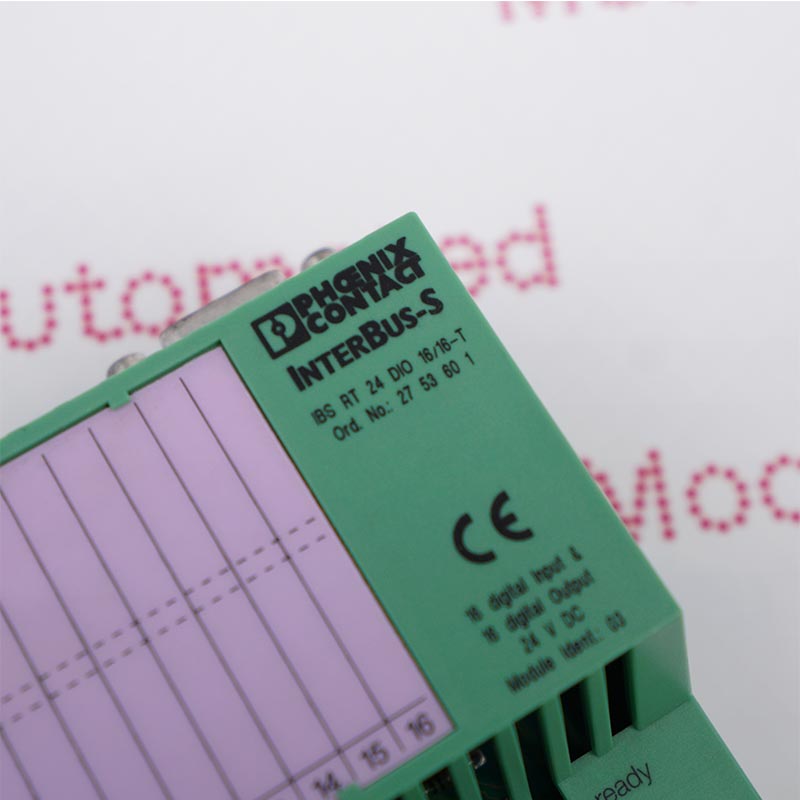 PHŒNIX
CONTACT
INTERBUS-S
IBS RT 24 DIO 16/16-T
Ord. No.: 27 53 60 1
CE
16 digital Input &
16 digital Output
24 V DC
Module Ident.: 03
14 15 16
ready